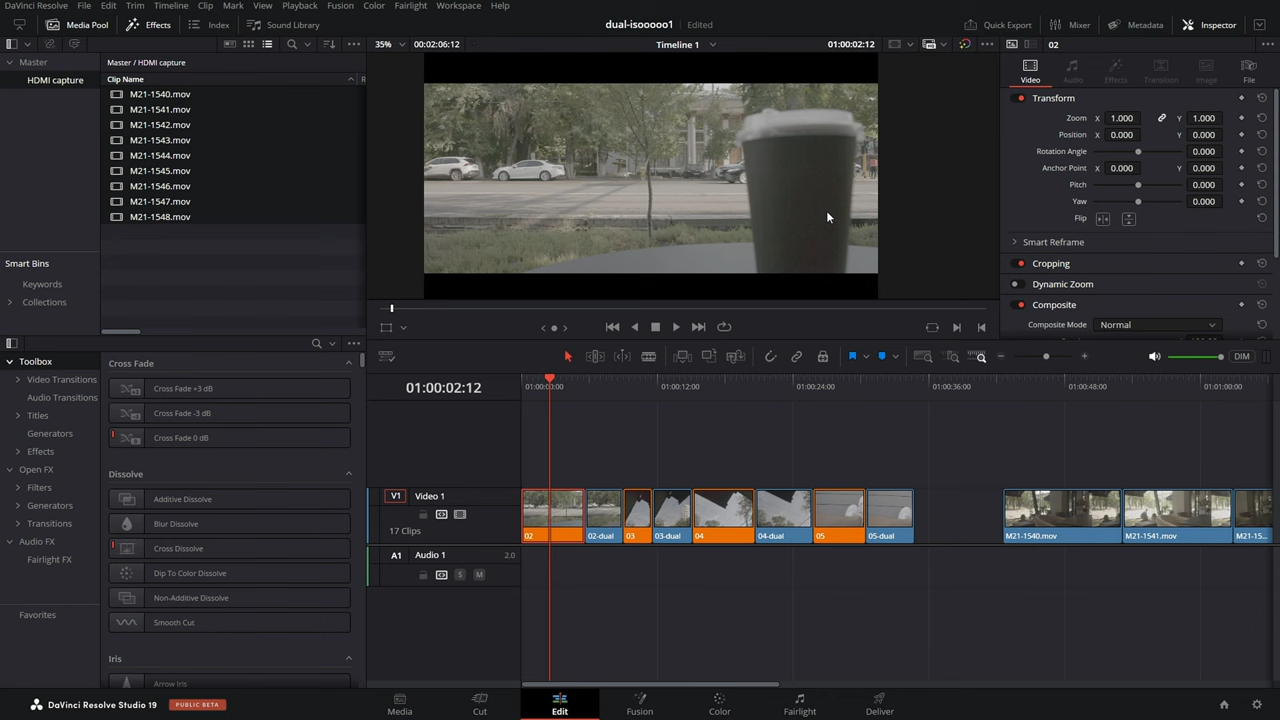 DaVinci Resolve File Edit Trim Timeline Clip Mark View Playback Fusion Color Fairlight Workspace Help
Media Pool Effects Index Sound Library dual-isooooo1 Edited Quick Export Mixer Metadata Inspector
35% 00:02:06:12 Timeline 1 01:00:02:12 02
Master Master / HDMI capture
HDMI capture Clip Name R
M21-1540.mov
M21-1541.mov
M21-1542.mov
M21-1543.mov
M21-1544.mov
M21-1545.mov
M21-1546.mov
M21-1547.mov
M21-1548.mov
Smart Bins
Keywords
Collections
Video Audio Effects Transition Image File
Transform
Zoom X 1.000 Y 1.000
Position X 0.000 Y 0.000
Rotation Angle 0.000
Anchor Point X 0.000 Y 0.000
Pitch 0.000
Yaw 0.000
Flip
Smart Reframe
Cropping
Dynamic Zoom
Composite
Composite Mode Normal
Toolbox
Video Transitions
Audio Transitions
Titles
Generators
Effects
Open FX
Filters
Generators
Transitions
Audio FX
Fairlight FX
Favorites
Cross Fade
Cross Fade +3 dB
Cross Fade -3 dB
Cross Fade 0 dB
Dissolve
Additive Dissolve
Blur Dissolve
Cross Dissolve
Dip To Color Dissolve
Non-Additive Dissolve
Smooth Cut
Iris
Arrow Iris
DIM
01:00:02:12
01:00:00:00 01:00:12:00 01:00:24:00 01:00:36:00 01:00:48:00 01:01:00:00
V1 Video 1
17 Clips
02 02-dual 03 03-dual 04 04-dual 05 05-dual M21-1540.mov M21-1541.mov M21-15...
A1 Audio 1 2.0
S M
DaVinci Resolve Studio 19 PUBLIC BETA
Media Cut Edit Fusion Color Fairlight Deliver